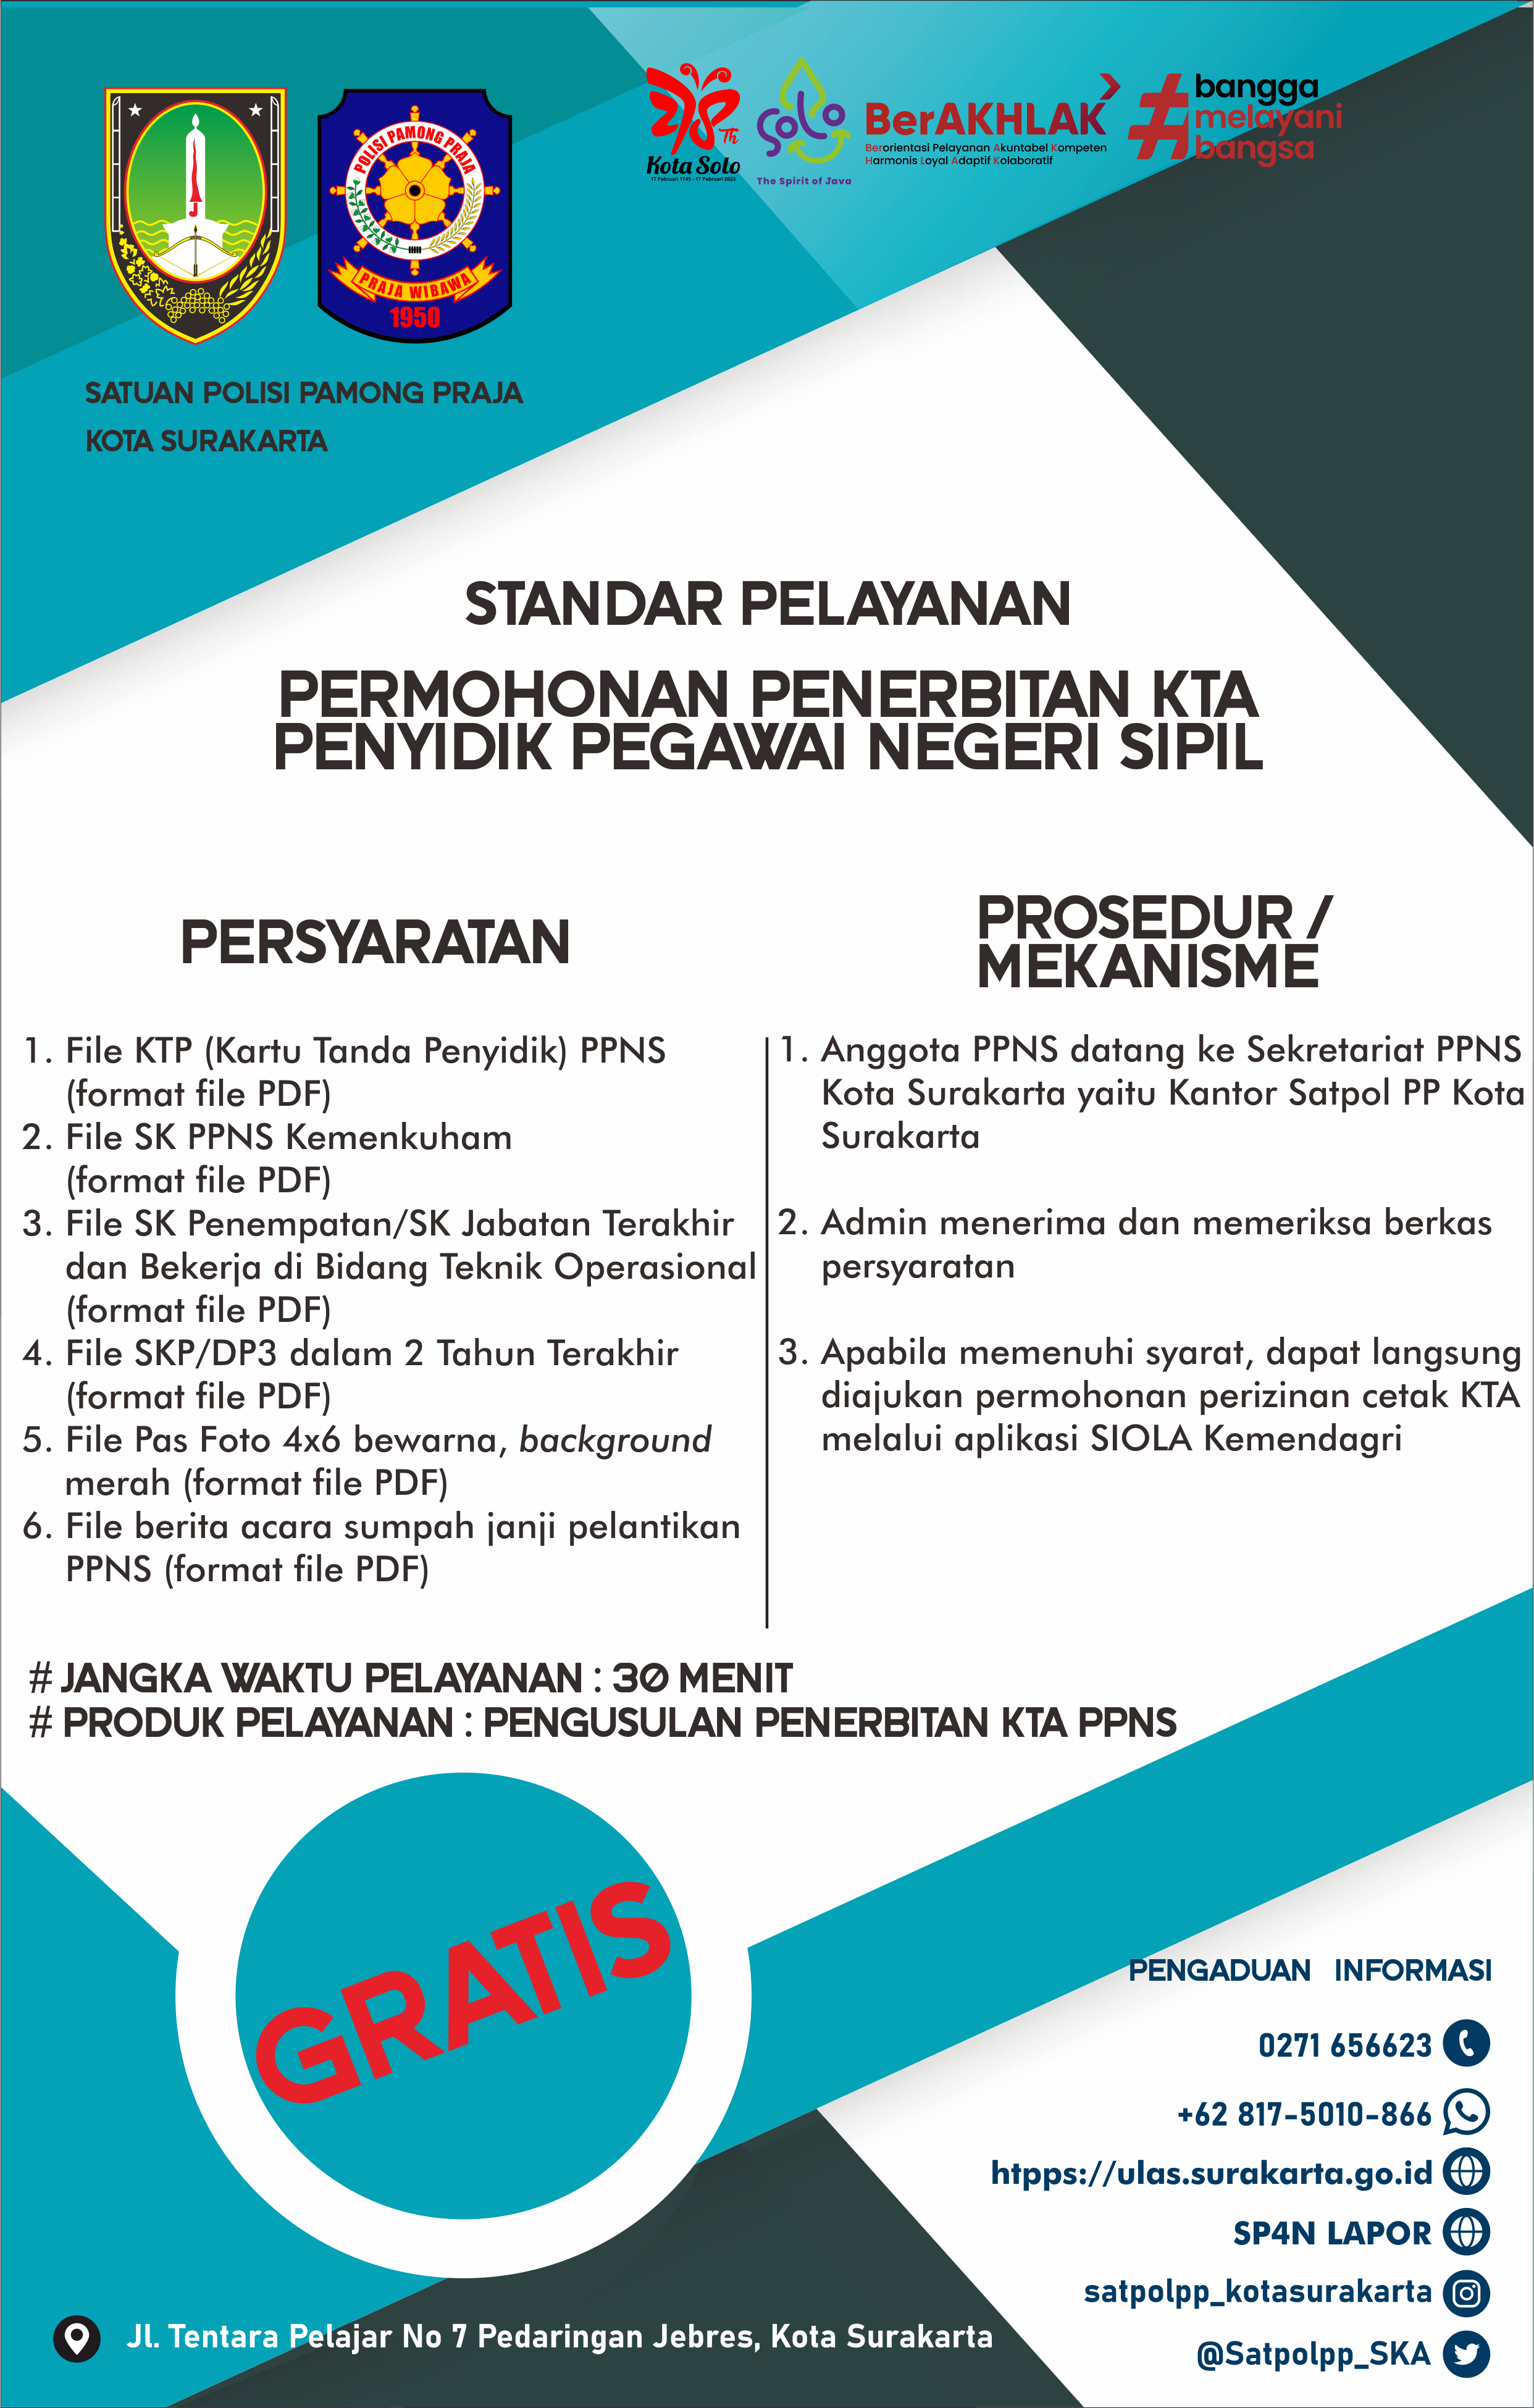 POLISI PAMONG PRAJA
PRAJA WIBAWA
1950
Th
Kota Solo
17 Februari 1745 - 17 Februari 2023
Solo
The Spirit of Java
BerAKHLAK
Berorientasi Pelayanan Akuntabel Kompeten
Harmonis Loyal Adaptif Kolaboratif
#bangga
melayani
bangsa
SATUAN POLISI PAMONG PRAJA
KOTA SURAKARTA
STANDAR PELAYANAN
PERMOHONAN PENERBITAN KTA
PENYIDIK PEGAWAI NEGERI SIPIL
PERSYARATAN
1. File KTP (Kartu Tanda Penyidik) PPNS
(format file PDF)
2. File SK PPNS Kemenkuham
(format file PDF)
3. File SK Penempatan/SK Jabatan Terakhir
dan Bekerja di Bidang Teknik Operasional
(format file PDF)
4. File SKP/DP3 dalam 2 Tahun Terakhir
(format file PDF)
5. File Pas Foto 4x6 bewarna, background
merah (format file PDF)
6. File berita acara sumpah janji pelantikan
PPNS (format file PDF)
PROSEDUR /
MEKANISME
1. Anggota PPNS datang ke Sekretariat PPNS
Kota Surakarta yaitu Kantor Satpol PP Kota
Surakarta
2. Admin menerima dan memeriksa berkas
persyaratan
3. Apabila memenuhi syarat, dapat langsung
diajukan permohonan perizinan cetak KTA
melalui aplikasi SIOLA Kemendagri
# JANGKA WAKTU PELAYANAN : 30 MENIT
# PRODUK PELAYANAN : PENGUSULAN PENERBITAN KTA PPNS
GRATIS
PENGADUAN INFORMASI
0271 656623
+62 817-5010-866
htpps://ulas.surakarta.go.id
SP4N LAPOR
satpolpp_kotasurakarta
@Satpolpp_SKA
Jl. Tentara Pelajar No 7 Pedaringan Jebres, Kota Surakarta